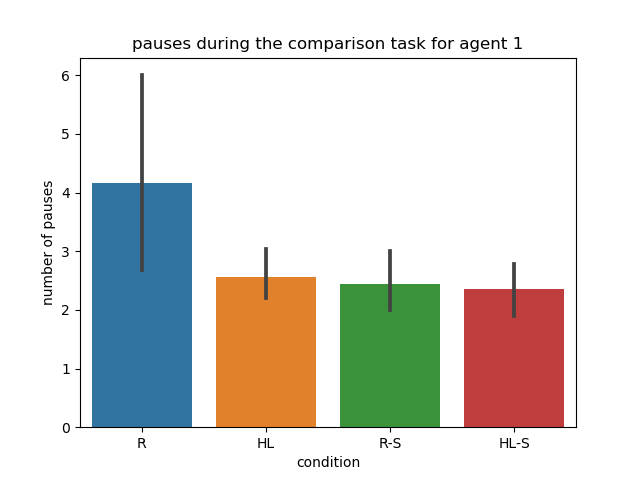 pauses during the comparison task for agent 1
number of pauses
6
5
4
3
2
1
0
R HL R-S HL-S
condition